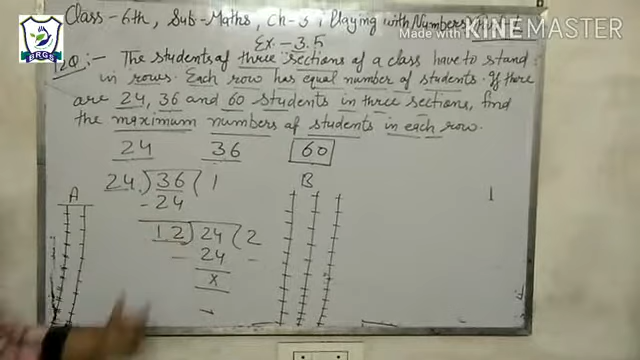 Class-6th, Sub-Maths, Ch-3; Playing with Numbers
Made with KINEMASTER
Ex.-3.5
SRGS
Q:- The students of three sections of a class have to stand
in rows. Each row has equal number of students. If there
are 24, 36 and 60 students in three sections, find
the maximum numbers of students in each row.
24 36 60
24) 36 ( 1
-24
12) 24 ( 2
- 24 -
x
A
B
1